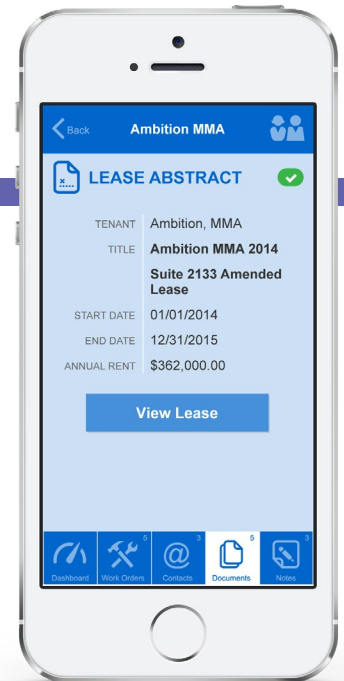 Back
Ambition MMA
LEASE ABSTRACT
TENANT Ambition, MMA
TITLE Ambition MMA 2014
Suite 2133 Amended
Lease
START DATE 01/01/2014
END DATE 12/31/2015
ANNUAL RENT $362,000.00
View Lease
5 3 5 3
Dashboard Work Orders Contacts Documents Notes